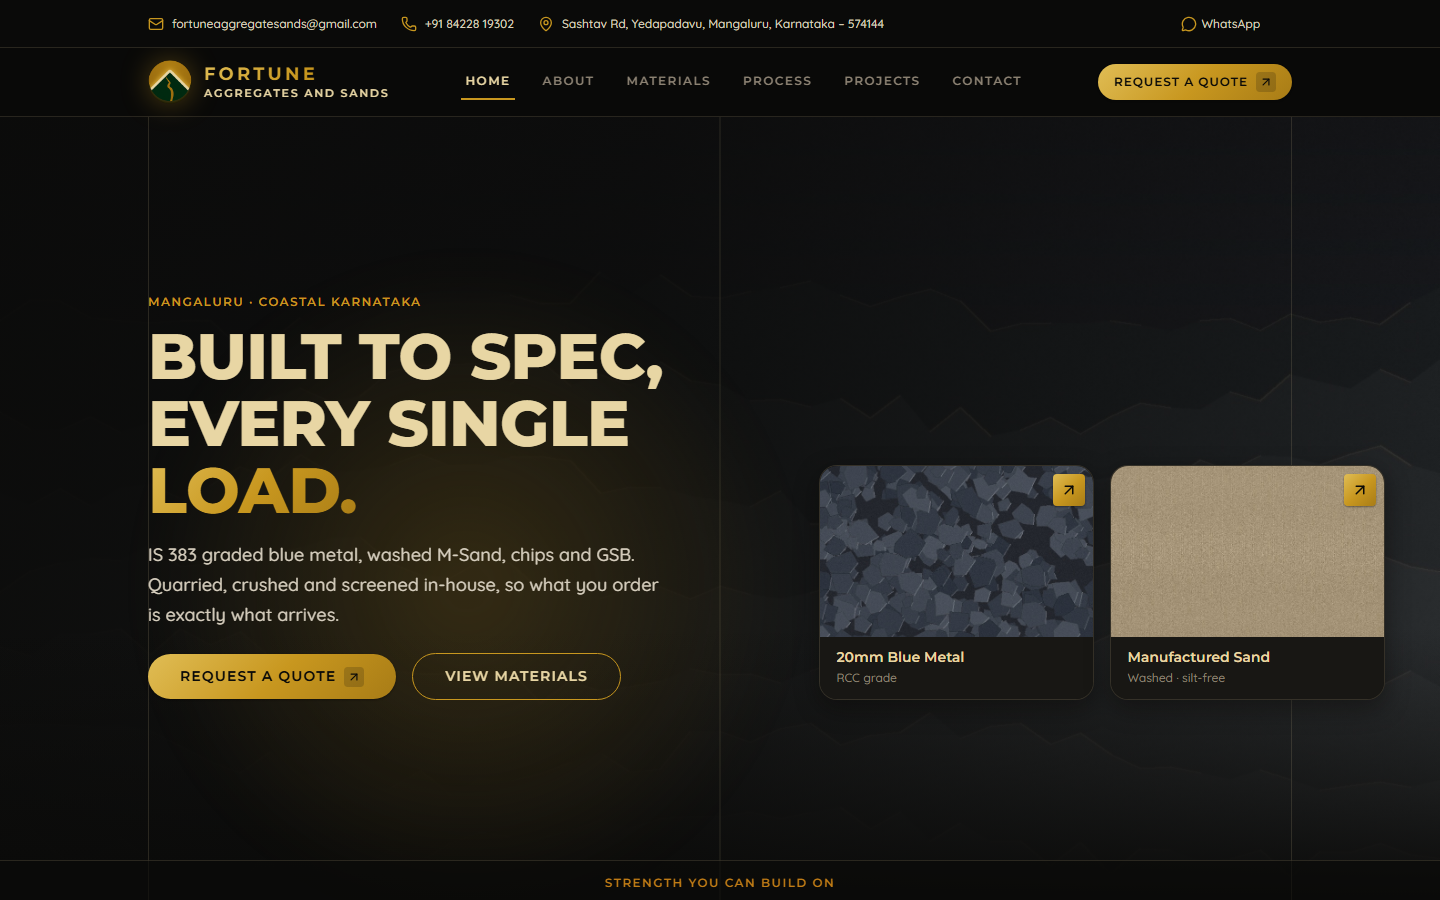 fortuneaggregatesands@gmail.com
+91 84228 19302
Sashtav Rd, Yedapadavu, Mangaluru, Karnataka – 574144
WhatsApp
FORTUNE
AGGREGATES AND SANDS
HOME
ABOUT
MATERIALS
PROCESS
PROJECTS
CONTACT
REQUEST A QUOTE
MANGALURU · COASTAL KARNATAKA
BUILT TO SPEC,
EVERY SINGLE
LOAD.
IS 383 graded blue metal, washed M-Sand, chips and GSB.
Quarried, crushed and screened in-house, so what you order
is exactly what arrives.
REQUEST A QUOTE
VIEW MATERIALS
20mm Blue Metal
RCC grade
Manufactured Sand
Washed · silt-free
STRENGTH YOU CAN BUILD ON